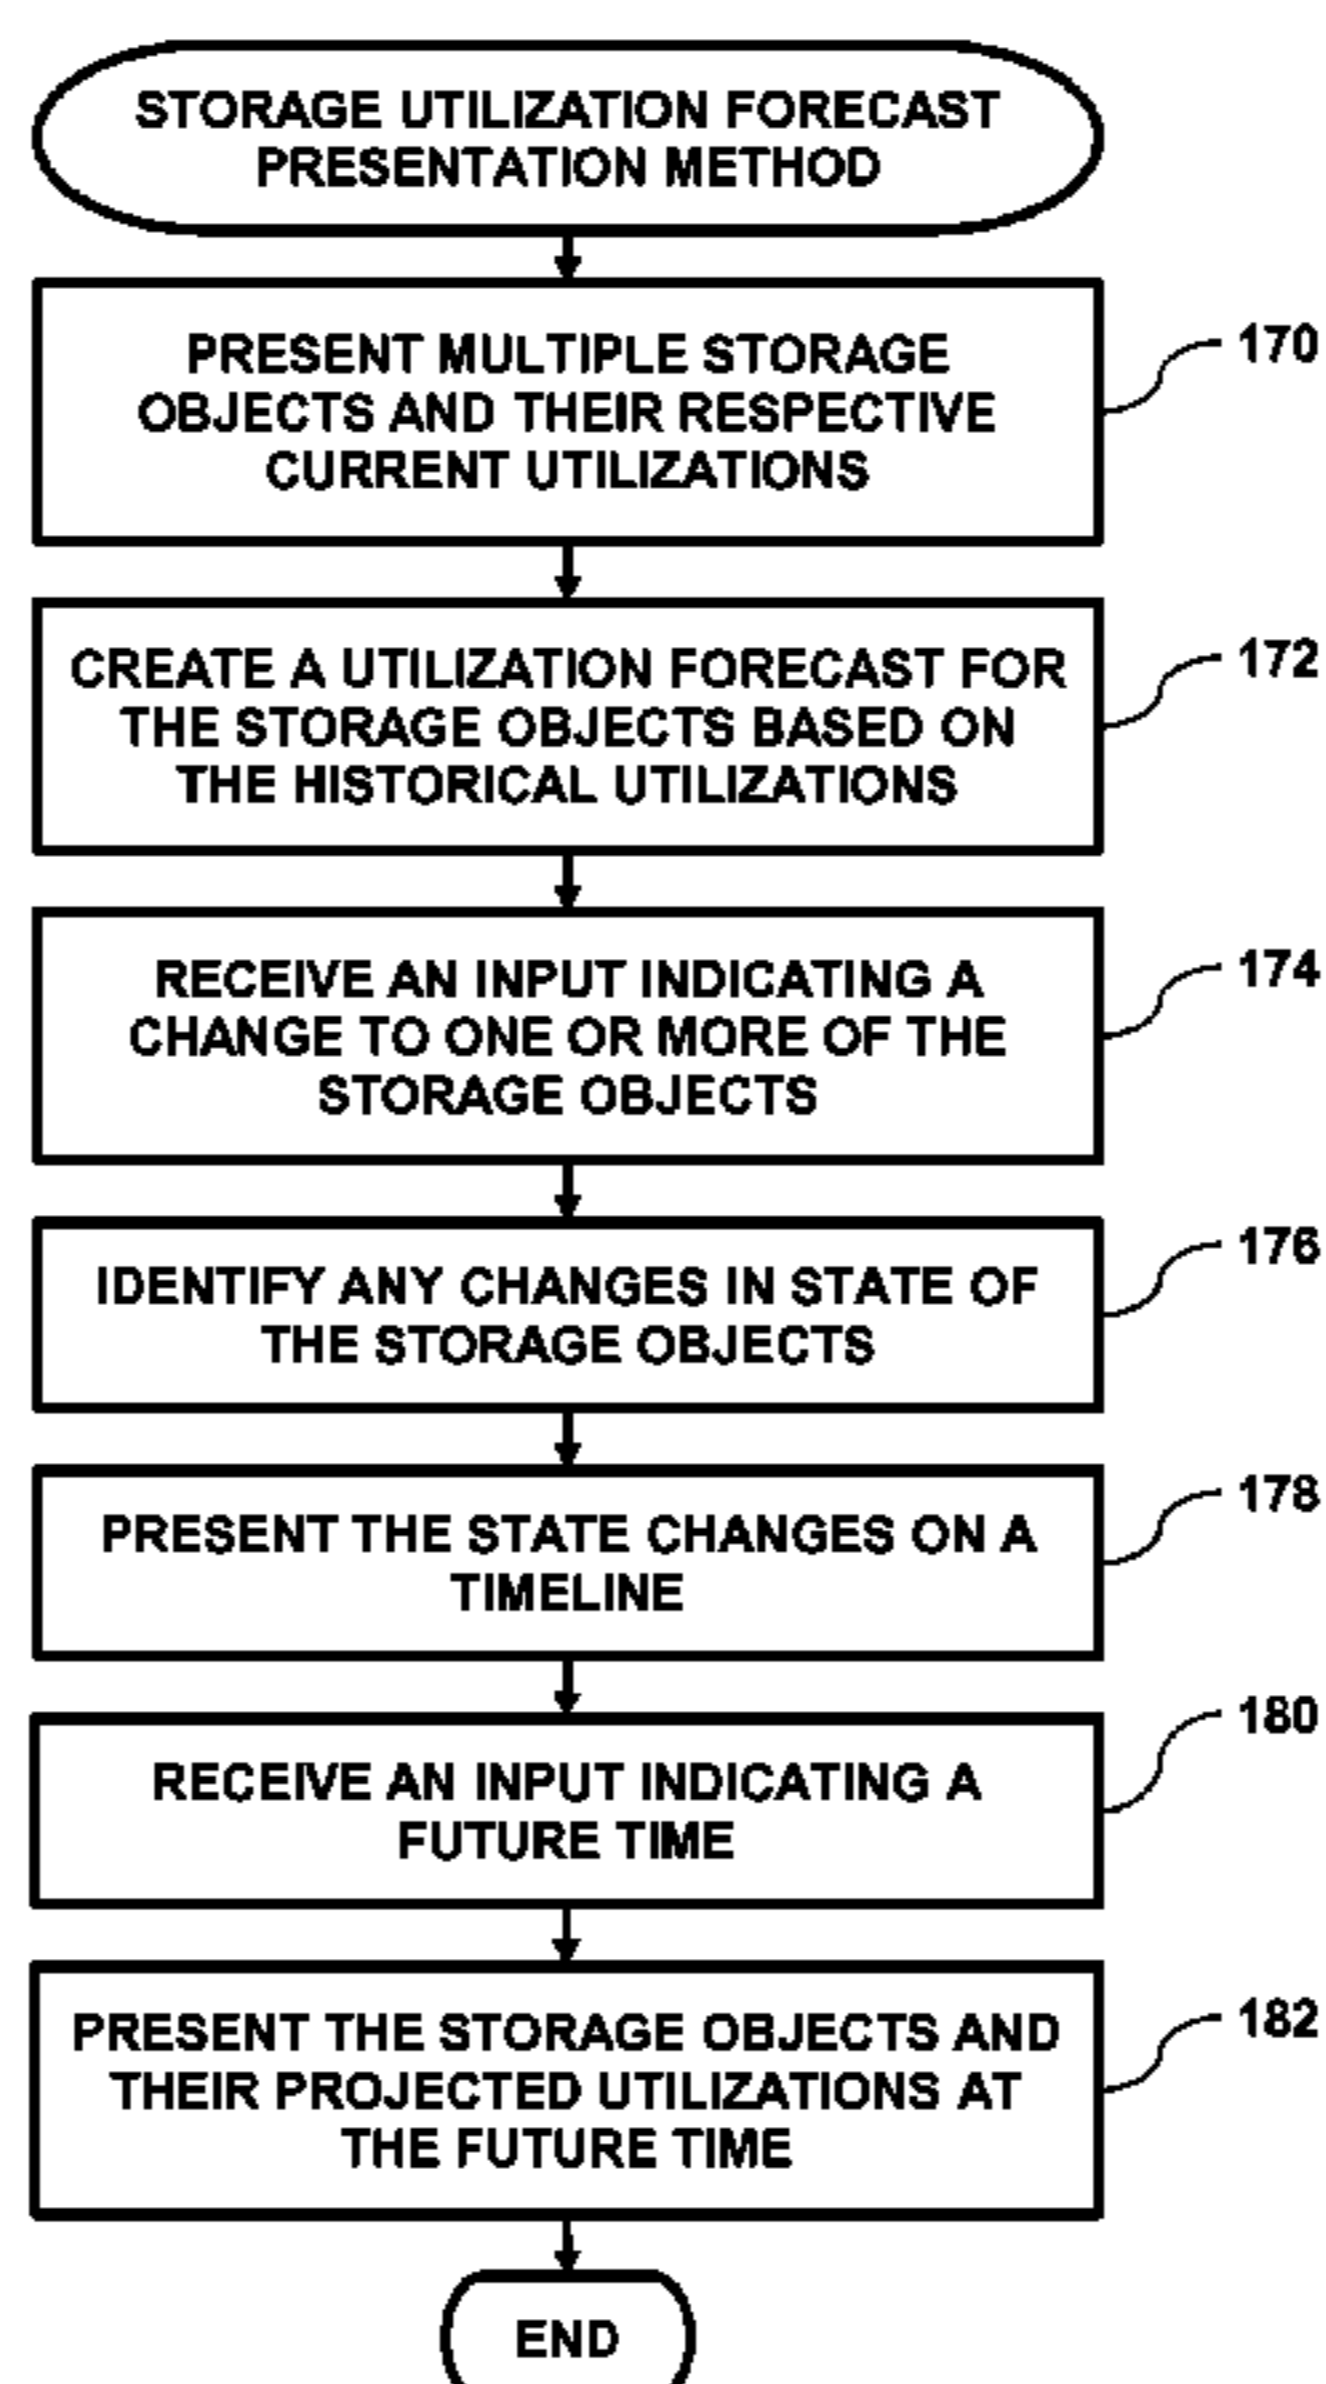 STORAGE UTILIZATION FORECAST
PRESENTATION METHOD
PRESENT MULTIPLE STORAGE
OBJECTS AND THEIR RESPECTIVE
CURRENT UTILIZATIONS
170
CREATE A UTILIZATION FORECAST FOR
THE STORAGE OBJECTS BASED ON
THE HISTORICAL UTILIZATIONS
172
RECEIVE AN INPUT INDICATING A
CHANGE TO ONE OR MORE OF THE
STORAGE OBJECTS
174
IDENTIFY ANY CHANGES IN STATE OF
THE STORAGE OBJECTS
176
PRESENT THE STATE CHANGES ON A
TIMELINE
178
RECEIVE AN INPUT INDICATING A
FUTURE TIME
180
PRESENT THE STORAGE OBJECTS AND
THEIR PROJECTED UTILIZATIONS AT
THE FUTURE TIME
182
END